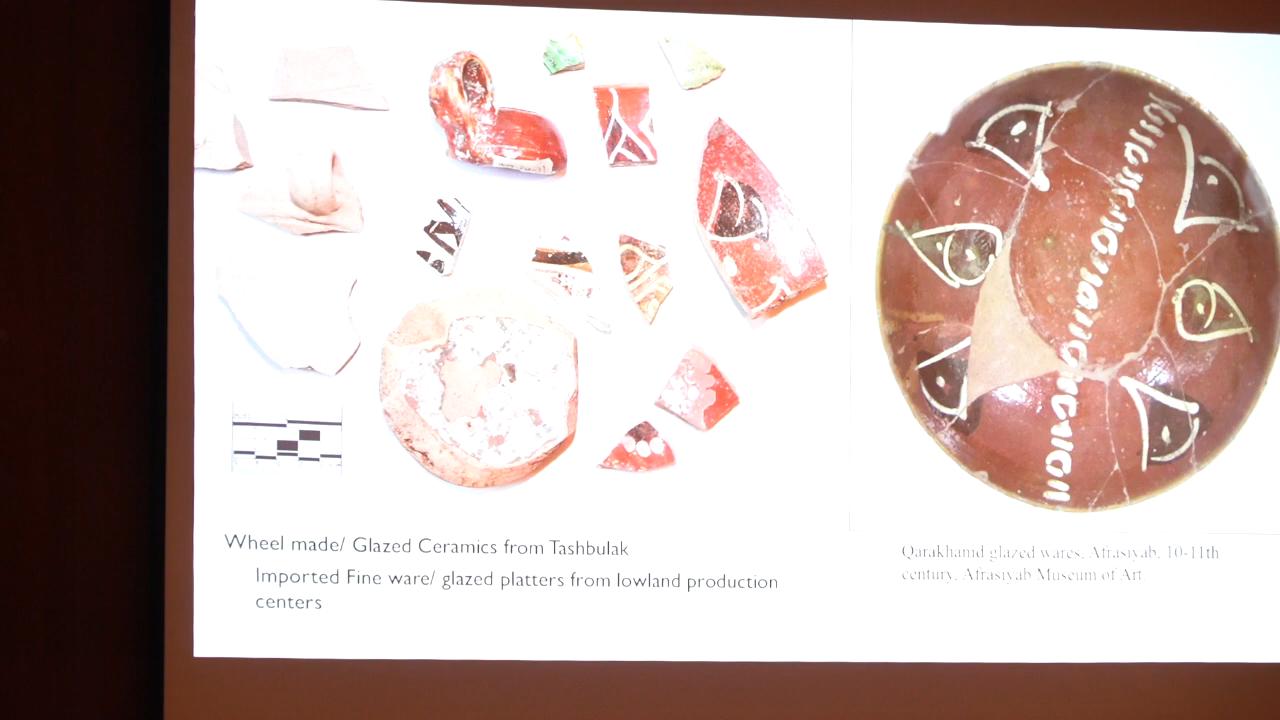 Wheel made/ Glazed Ceramics from Tashbulak
Imported Fine ware/ glazed platters from lowland production
centers
Qarakhanid glazed wares, Afrasiyab, 10-11th
century, Afrasiyab Museum of Art.